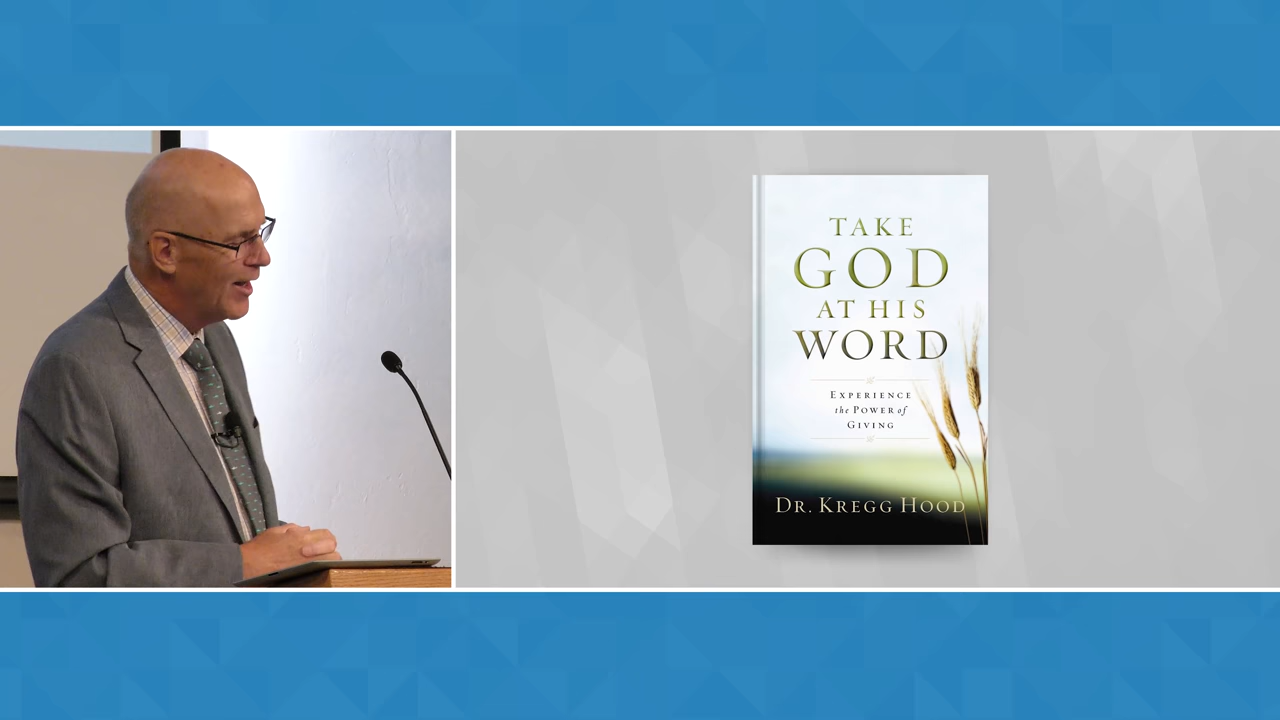 TAKE
GOD
AT HIS
WORD
EXPERIENCE
the POWER of
GIVING
DR. KREGG HOOD